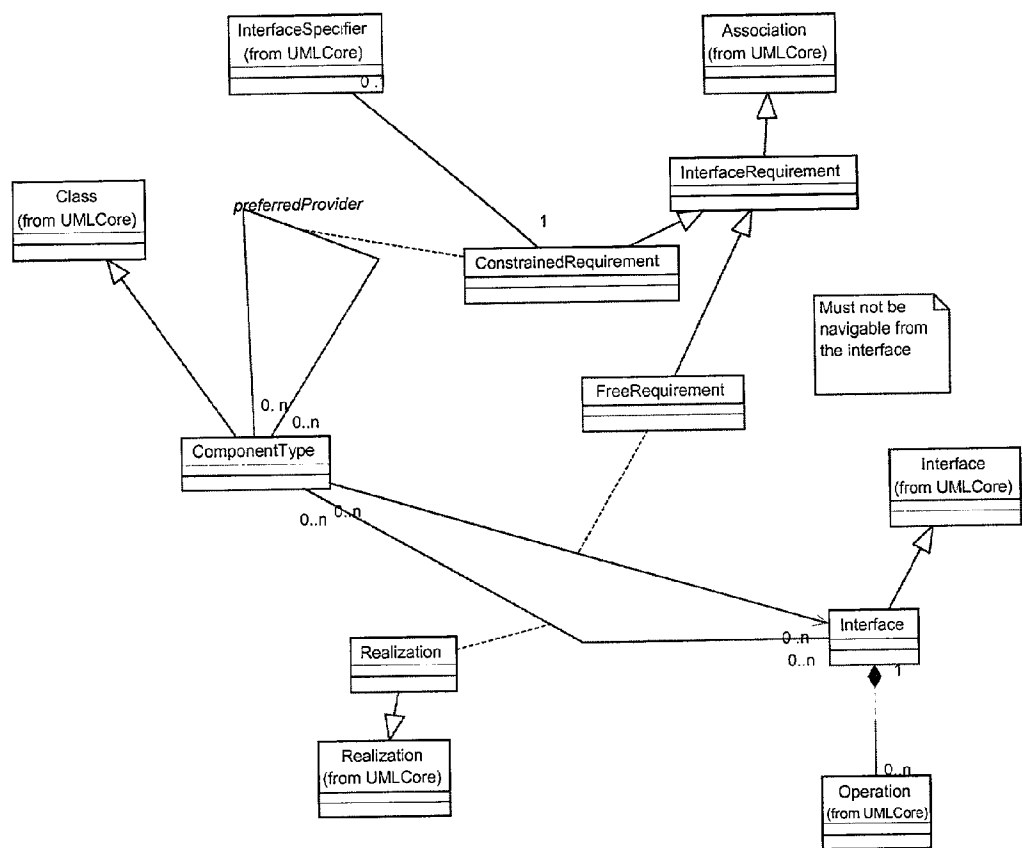 InterfaceSpecifier
(from UMLCore)
0..
Association
(from UMLCore)
InterfaceRequirement
Class
(from UMLCore)
preferredProvider
1
ConstrainedRequirement
Must not be
navigable from
the interface
FreeRequirement
0..n
0..n
ComponentType
Interface
(from UMLCore)
0..n
0..n
Interface
0..n
0..n
1
Realization
Realization
(from UMLCore)
0..n
Operation
(from UMLCore)